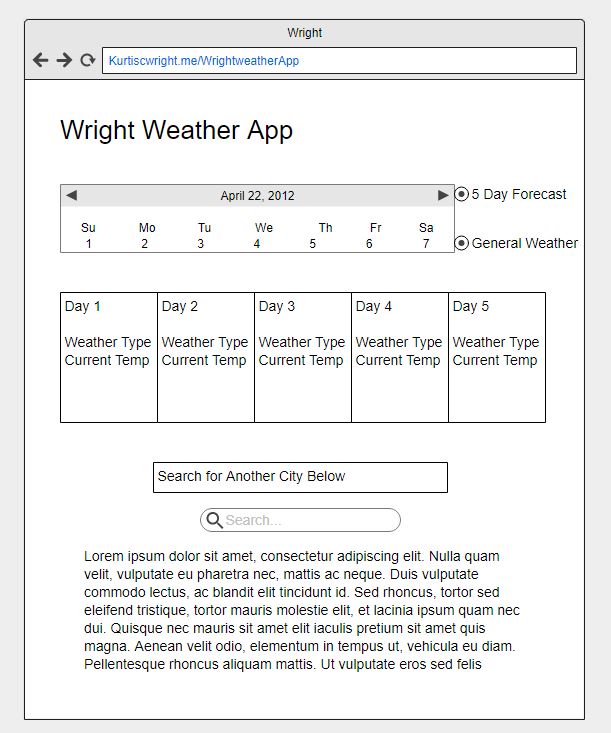 Wright
Kurtiscwright.me/WrightweatherApp
Wright Weather App
April 22, 2012
Su Mo Tu We Th Fr Sa
1 2 3 4 5 6 7
5 Day Forecast
General Weather
Day 1 Day 2 Day 3 Day 4 Day 5
Weather Type Weather Type Weather Type Weather Type Weather Type
Current Temp Current Temp Current Temp Current Temp Current Temp
Search for Another City Below
Search...
Lorem ipsum dolor sit amet, consectetur adipiscing elit. Nulla quam
velit, vulputate eu pharetra nec, mattis ac neque. Duis vulputate
commodo lectus, ac blandit elit tincidunt id. Sed rhoncus, tortor sed
eleifend tristique, tortor mauris molestie elit, et lacinia ipsum quam nec
dui. Quisque nec mauris sit amet elit iaculis pretium sit amet quis
magna. Aenean velit odio, elementum in tempus ut, vehicula eu diam.
Pellentesque rhoncus aliquam mattis. Ut vulputate eros sed felis